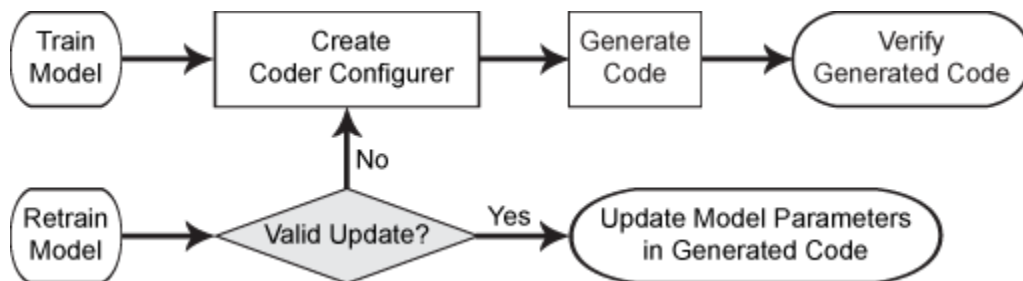 Train
Model
Create
Coder Configurer
Generate
Code
Verify
Generated Code
No
Retrain
Model
Valid Update?
Yes
Update Model Parameters
in Generated Code